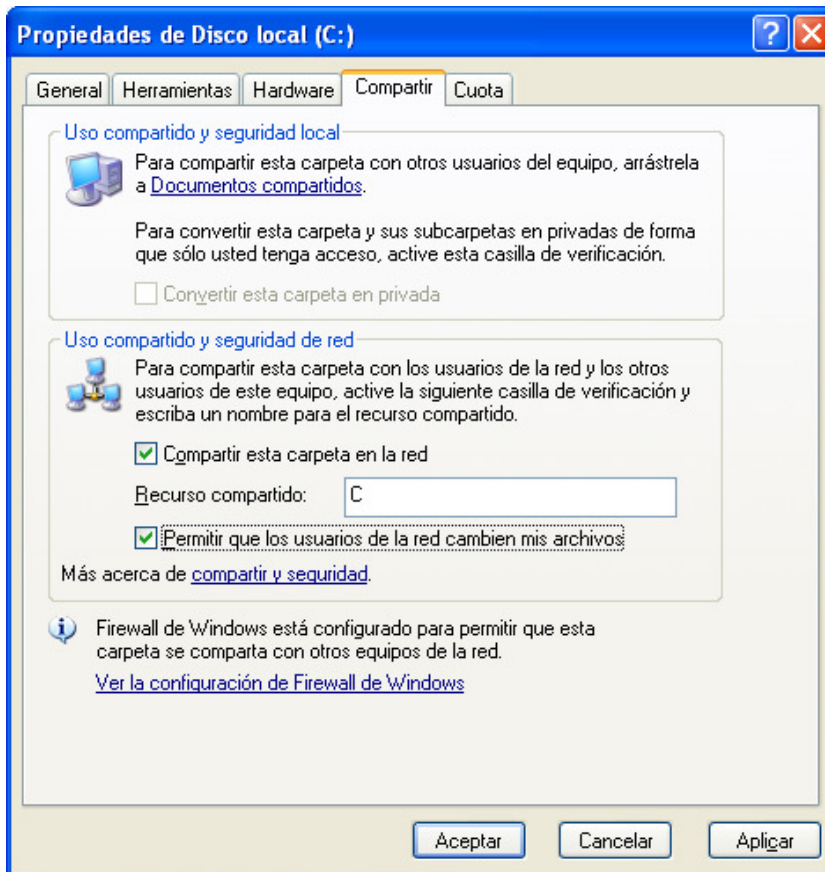 Propiedades de Disco local (C:)
General Herramientas Hardware Compartir Cuota
Uso compartido y seguridad local
Para compartir esta carpeta con otros usuarios del equipo, arrástrela
a Documentos compartidos.
Para convertir esta carpeta y sus subcarpetas en privadas de forma
que sólo usted tenga acceso, active esta casilla de verificación.
Convertir esta carpeta en privada
Uso compartido y seguridad de red
Para compartir esta carpeta con los usuarios de la red y los otros
usuarios de este equipo, active la siguiente casilla de verificación y
escriba un nombre para el recurso compartido.
Compartir esta carpeta en la red
Recurso compartido: C
Permitir que los usuarios de la red cambien mis archivos
Más acerca de compartir y seguridad.
Firewall de Windows está configurado para permitir que esta
carpeta se comparta con otros equipos de la red.
Ver la configuración de Firewall de Windows
Aceptar Cancelar Aplicar